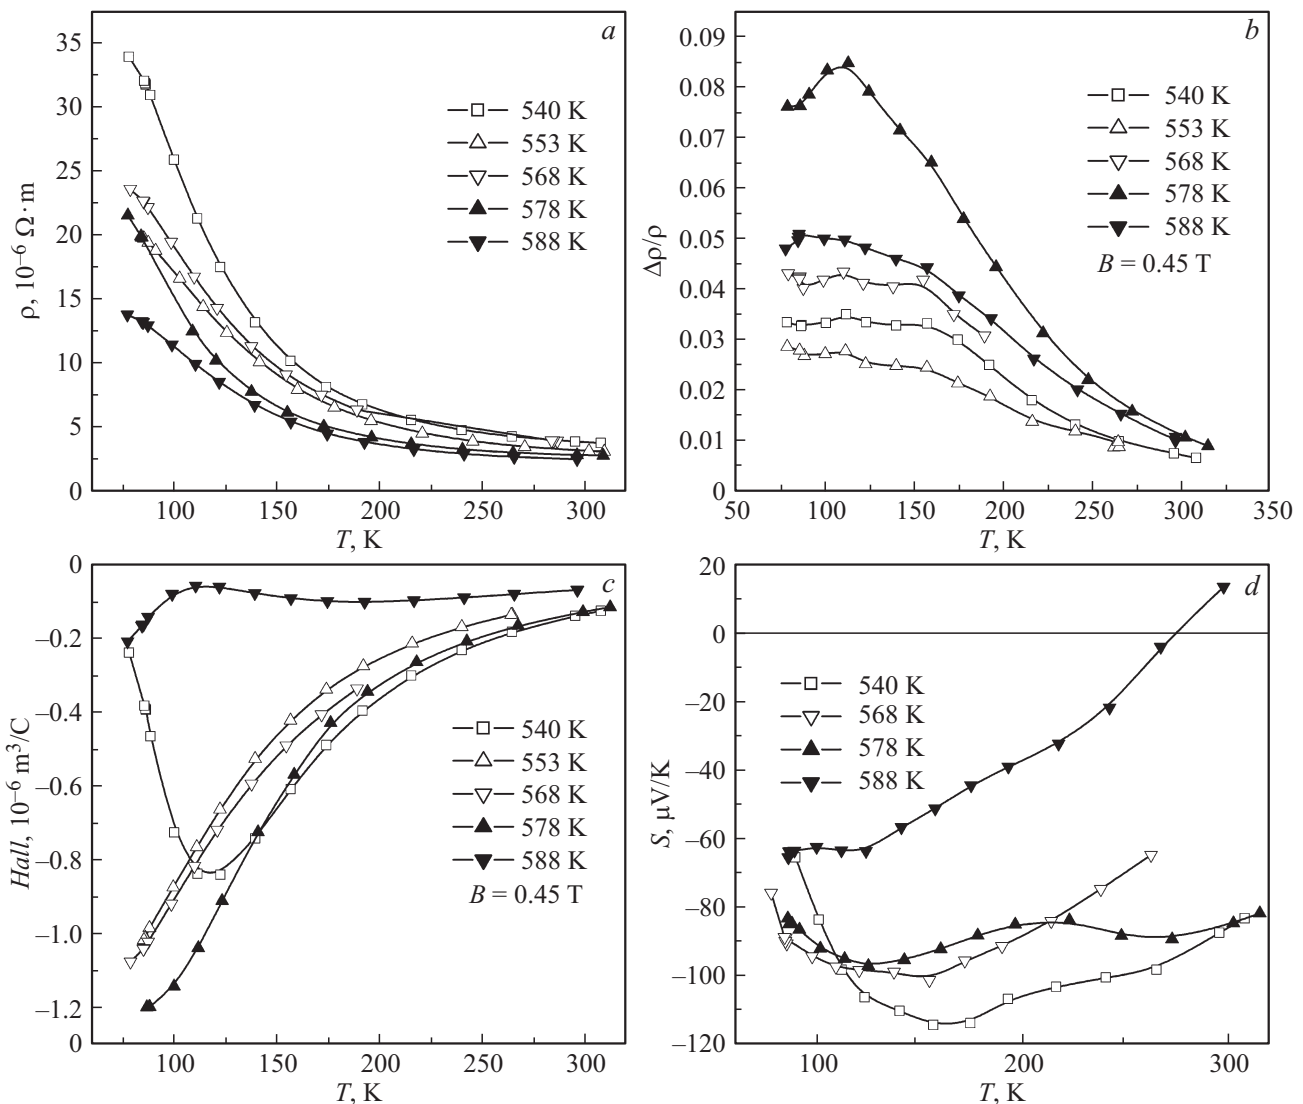 a
35
30
25
20
15
10
5
0
ρ, 10⁻⁶ Ω·m
540 K
553 K
568 K
578 K
588 K
100 150 200 250 300
T, K
b
0.09
0.08
0.07
0.06
0.05
0.04
0.03
0.02
0.01
0
Δρ/ρ
540 K
553 K
568 K
578 K
588 K
B = 0.45 T
50 100 150 200 250 300 350
T, K
c
0
–0.2
–0.4
–0.6
–0.8
–1.0
–1.2
0
Hall, 10⁻⁶ m³/C
540 K
553 K
568 K
578 K
588 K
B = 0.45 T
100 150 200 250 300
T, K
d
20
0
–20
–40
–60
–80
–100
–120
S, μV/K
540 K
568 K
578 K
588 K
100 200 300
T, K